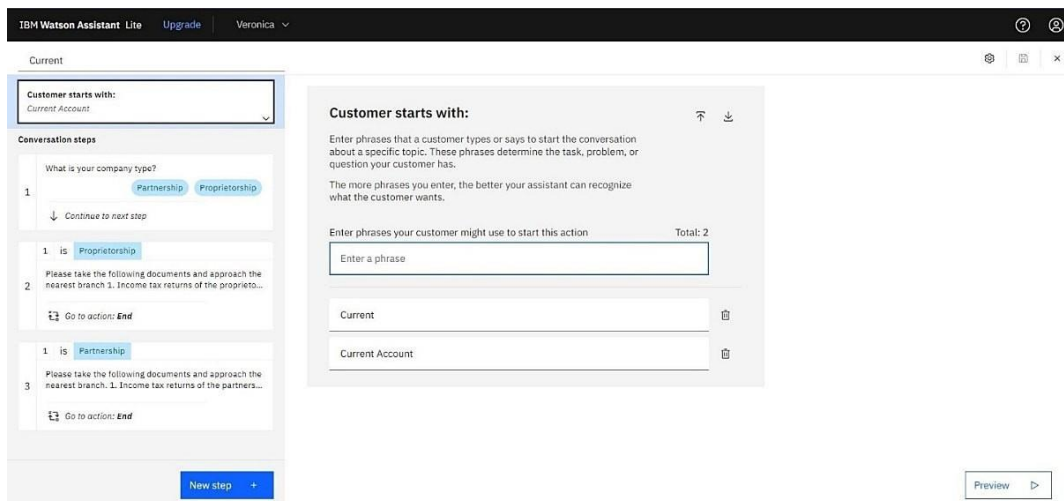 IBM Watson Assistant Lite Upgrade Veronica
Current
Customer starts with:
Current Account
Conversation steps
1
What is your company type?
Partnership Proprietorship
Continue to next step
2
1 is Proprietorship
Please take the following documents and approach the
nearest branch 1. Income tax returns of the proprieto...
Go to action: End
3
1 is Partnership
Please take the following documents and approach the
nearest branch. 1. Income tax returns of the partners...
Go to action: End
New step +
Customer starts with:
Enter phrases that a customer types or says to start the conversation
about a specific topic. These phrases determine the task, problem, or
question your customer has.
The more phrases you enter, the better your assistant can recognize
what the customer wants.
Enter phrases your customer might use to start this action Total: 2
Enter a phrase
Current
Current Account
Preview